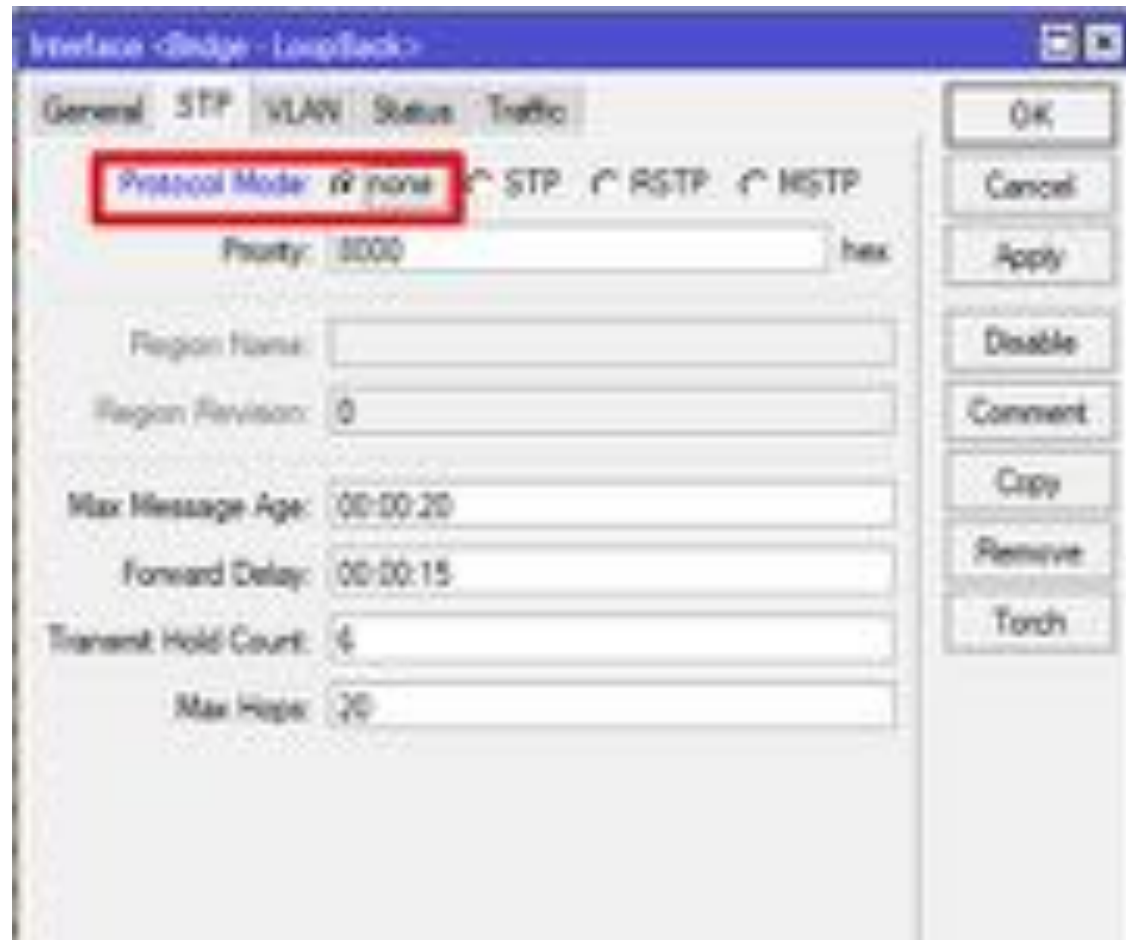 Interface <Bridge - LoopBack>
General STP VLAN Status Traffic
OK
Protocol Mode: none STP RSTP MSTP
Cancel
Priority: 8000 hex
Apply
Region Name:
Disable
Region Revison: 0
Comment
Copy
Max Message Age: 00:00:20
Remove
Forward Delay: 00:00:15
Torch
Transmit Hold Count: 6
Max Hops: 20